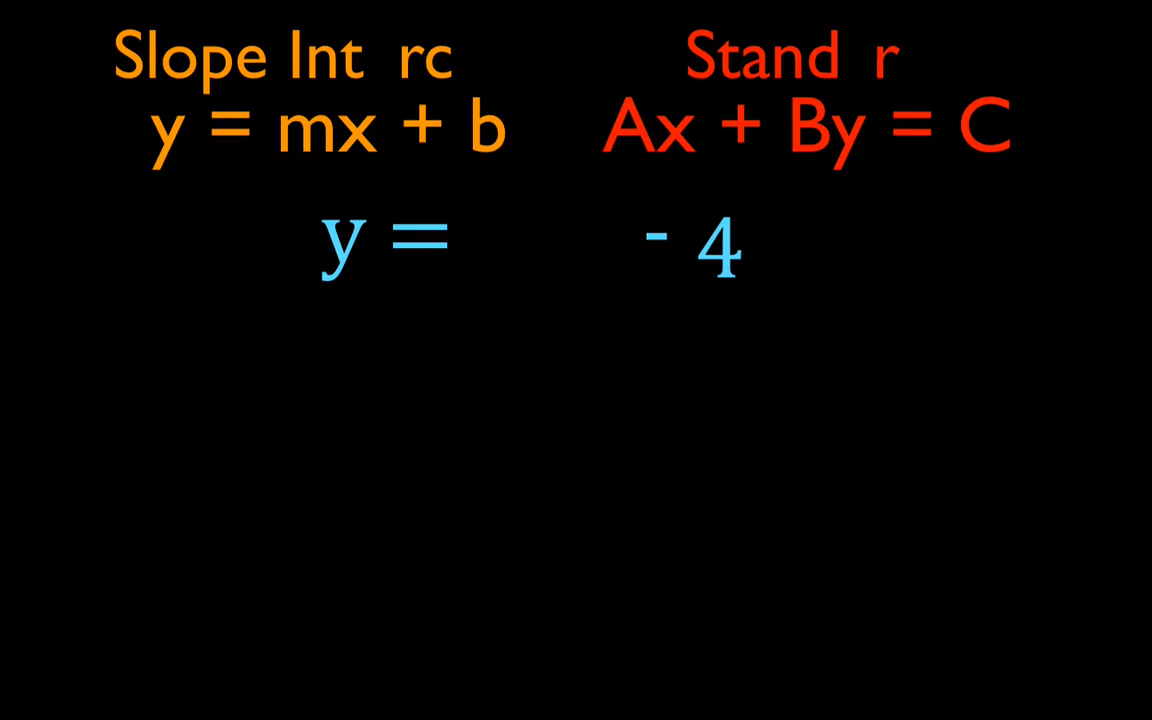 Slope Int rc Stand r
y = mx + b Ax + By = C
y = - 4